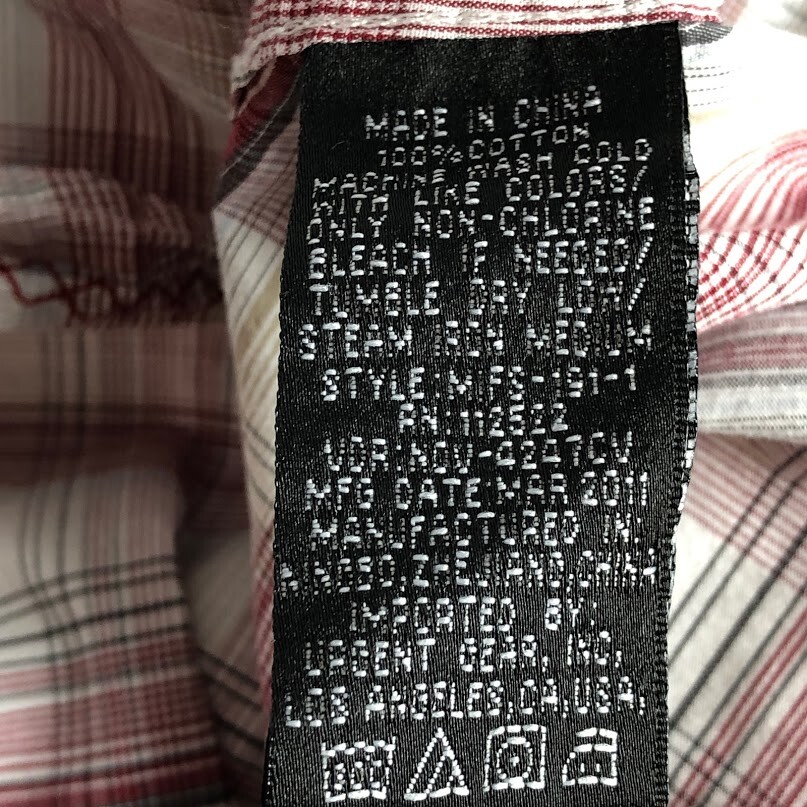 MADE IN CHINA
100% COTTON
MACHINE WASH COLD
WITH LIKE COLORS/
ONLY NON-CHLORINE
BLEACH IF NEEDED/
TUMBLE DRY LOW/
STEAM IRON MEDIUM
STYLE:MIFS-191-1
PN:112522
VDR:NOV-0247CV
MFG DATE:MAR 2011
MANUFACTURED IN:
NINGBO,ZHEJIANG,CHINA
IMPORTED BY:
URGENT GEAR, INC,
LOS ANGELES,CA,USA,